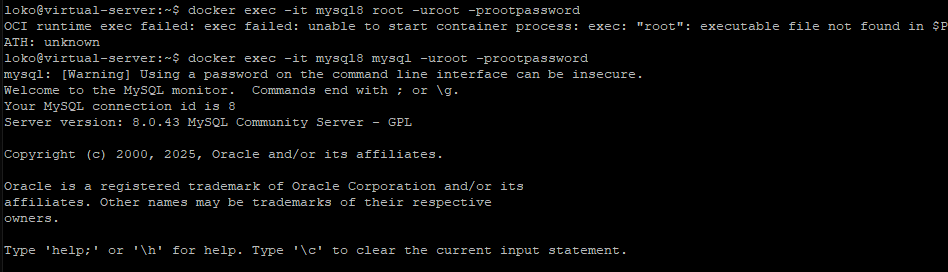 loko@virtual-server:~$ docker exec -it mysql8 root -uroot -prootpassword
OCI runtime exec failed: exec failed: unable to start container process: exec: "root": executable file not found in $P
ATH: unknown
loko@virtual-server:~$ docker exec -it mysql8 mysql -uroot -prootpassword
mysql: [Warning] Using a password on the command line interface can be insecure.
Welcome to the MySQL monitor.  Commands end with ; or \g.
Your MySQL connection id is 8
Server version: 8.0.43 MySQL Community Server - GPL

Copyright (c) 2000, 2025, Oracle and/or its affiliates.

Oracle is a registered trademark of Oracle Corporation and/or its
affiliates. Other names may be trademarks of their respective
owners.

Type 'help;' or '\h' for help. Type '\c' to clear the current input statement.